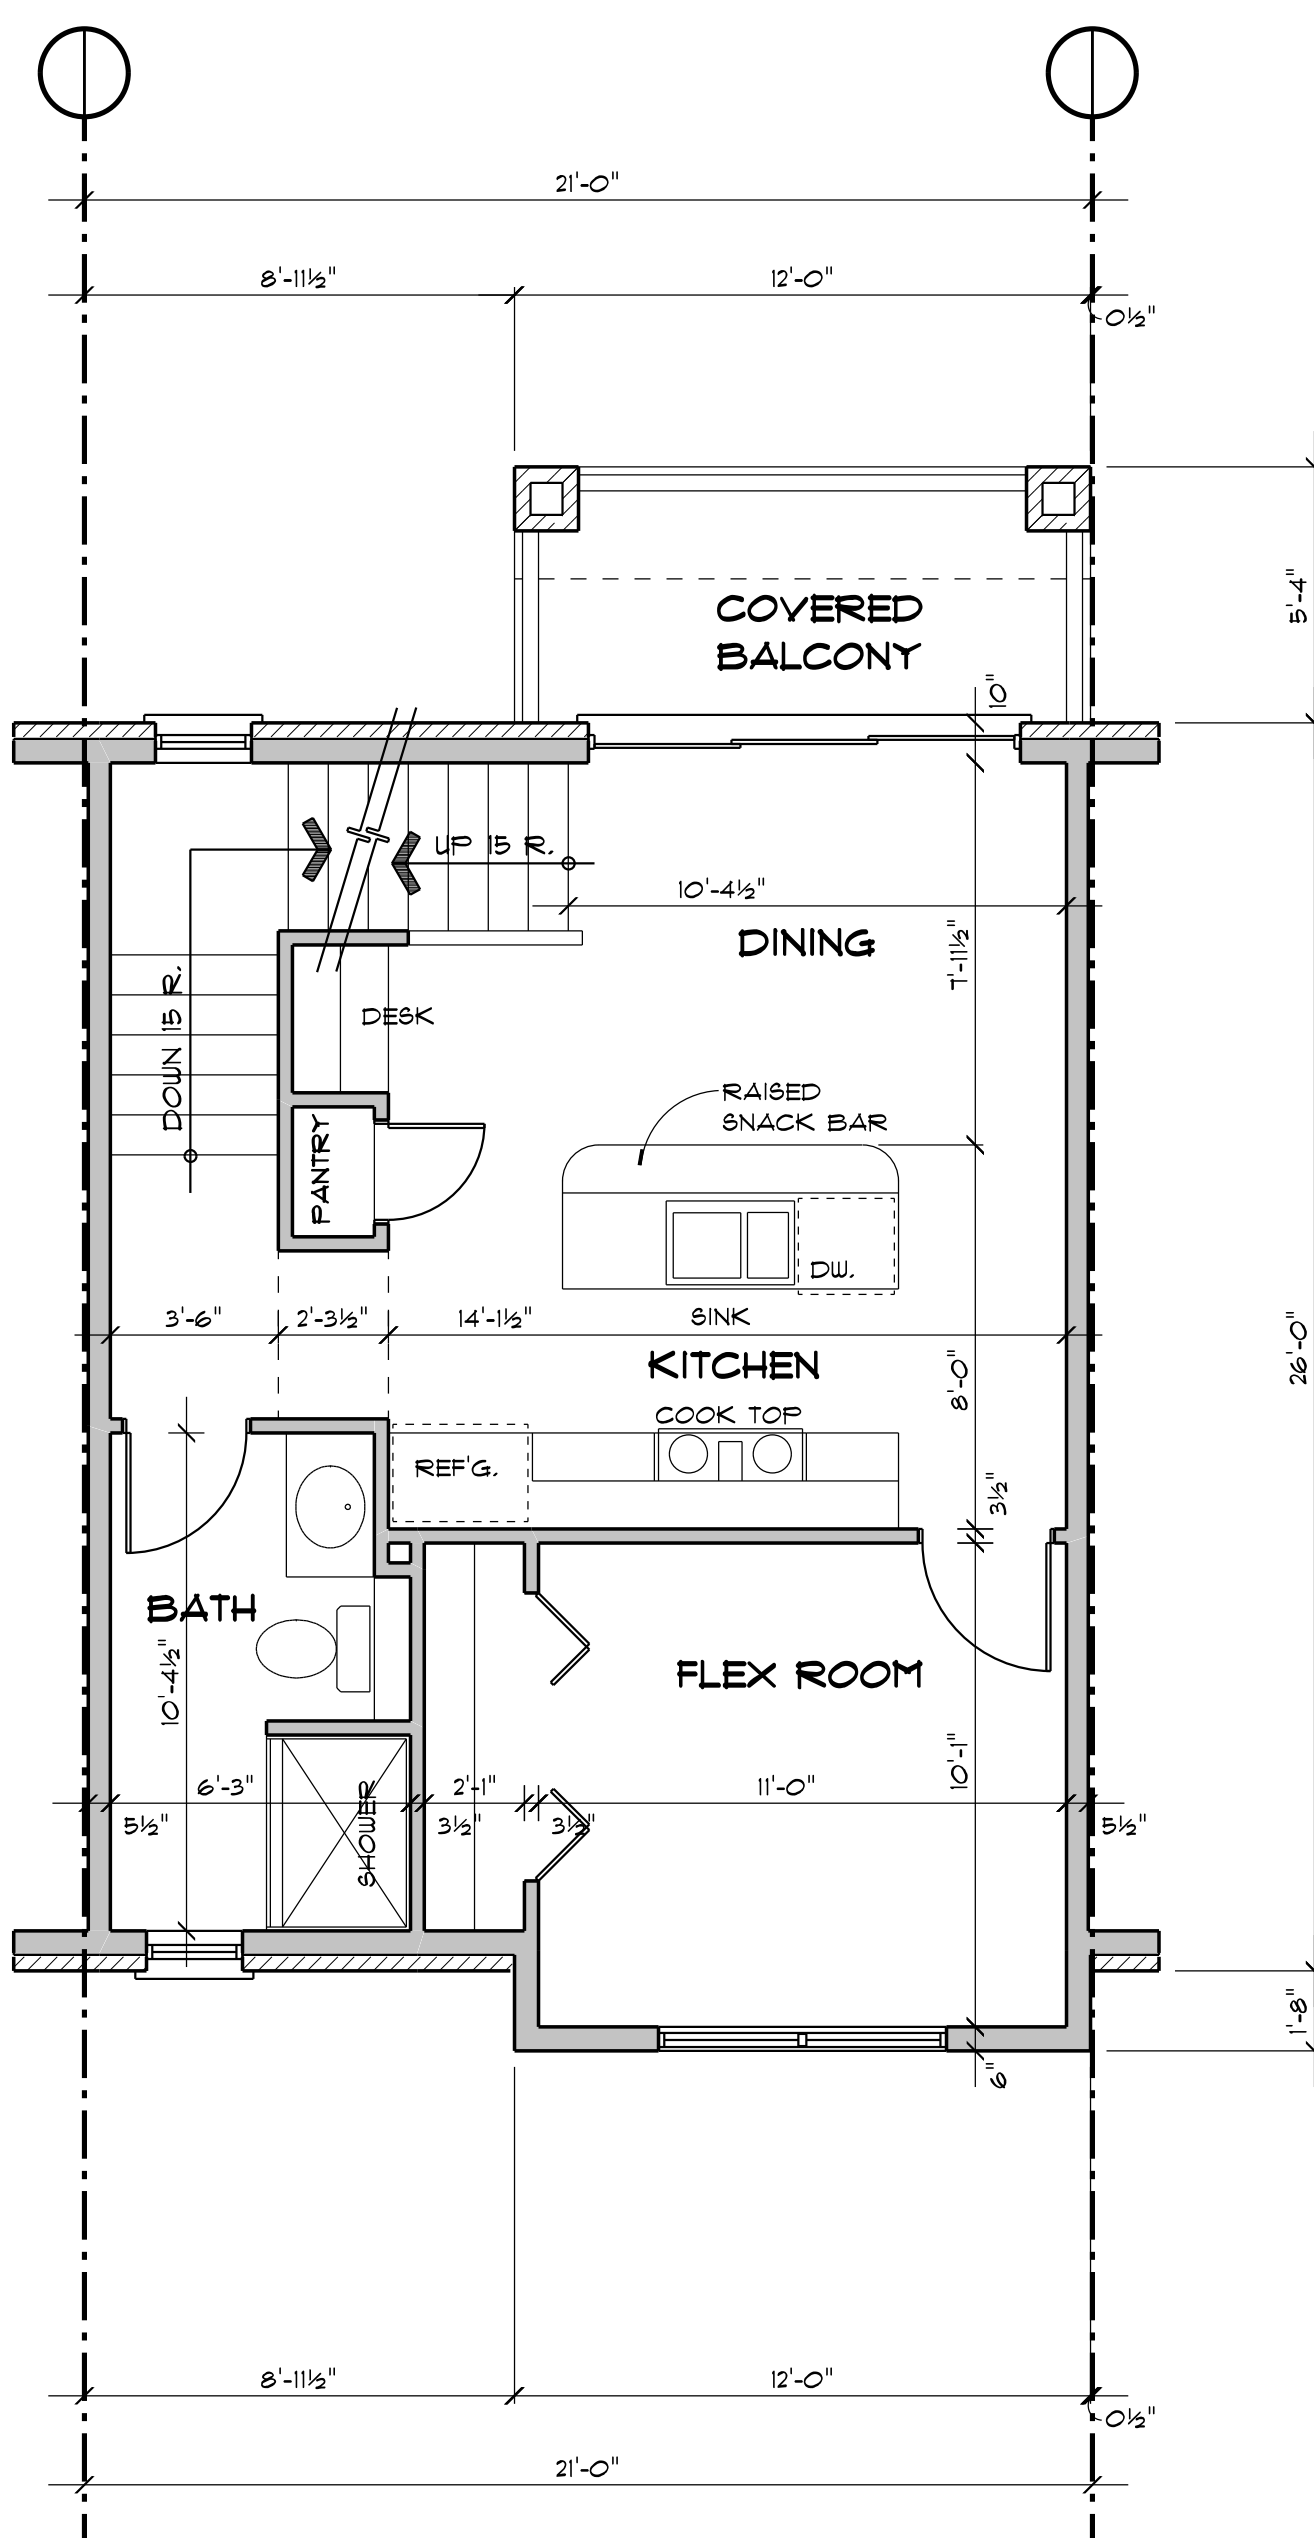 21'-0"
8'-11½"
12'-0"
0½"
5'-4"
COVERED
BALCONY
10"
UP 15 R.
10'-4½"
DINING
7'-11½"
DOWN 15 R.
DESK
RAISED
SNACK BAR
PANTRY
DW.
3'-6"
2'-3½"
14'-1½"
SINK
26'-0"
KITCHEN
8'-0"
COOK TOP
REF'G.
3½"
BATH
10'-4½"
FLEX ROOM
10'-1"
6'-3"
2'-1"
11'-0"
5½"
SHOWER
3½"
3½"
5½"
1'-8"
6"
8'-11½"
12'-0"
0½"
21'-0"